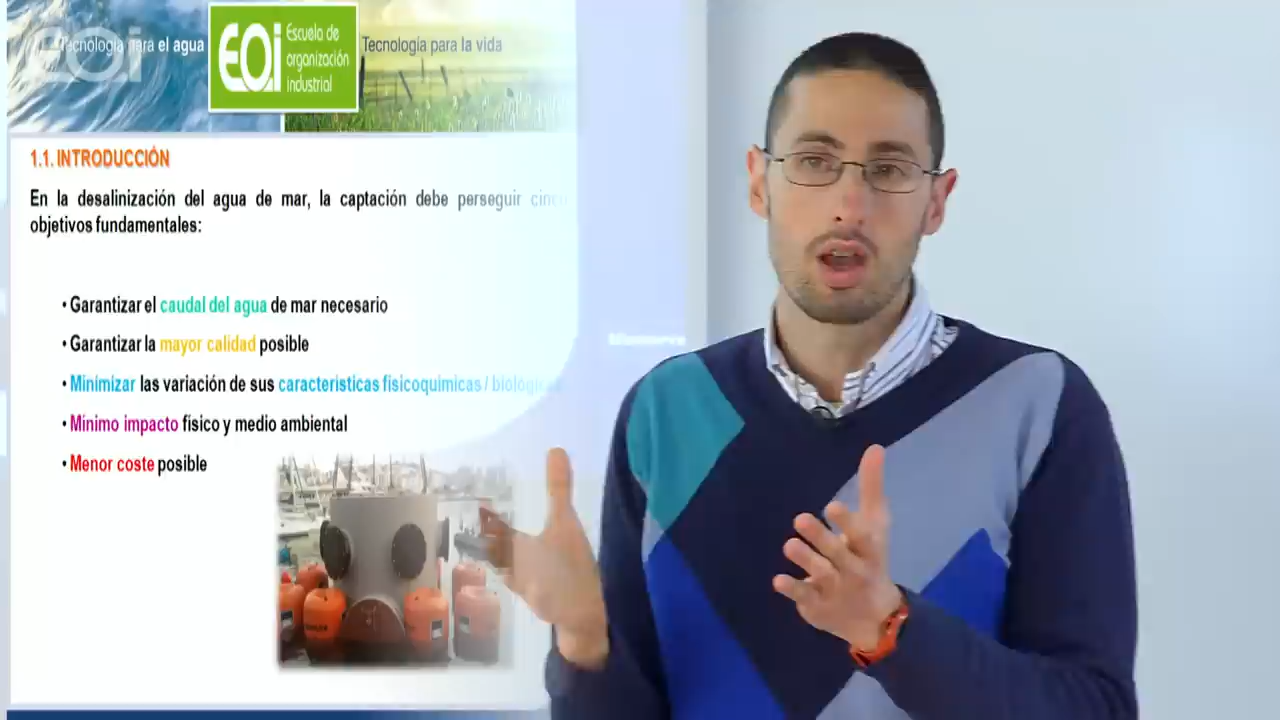 EOi
Tecnología para el agua
EOi Escuela de
organización
industrial
Tecnología para la vida
1.1. INTRODUCCIÓN
En la desalinización del agua de mar, la captación debe perseguir cinco
objetivos fundamentales:
• Garantizar el caudal del agua de mar necesario
• Garantizar la mayor calidad posible
• Minimizar las variación de sus características fisicoquímicas / biológicas
• Mínimo impacto físico y medio ambiental
• Menor coste posible